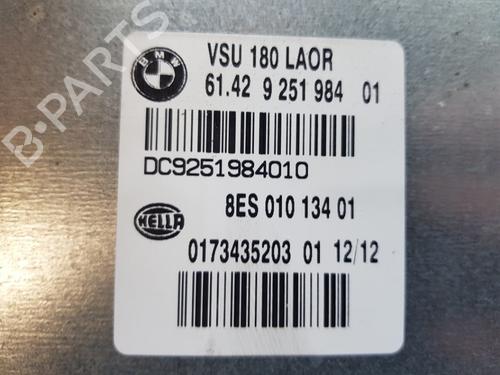 BMW
VSU 180 LAOR
61.42 9 251 984 01
DC9251984010
8ES 010 134 01
HELLA
0173435203 01 12/12
B-PARTS